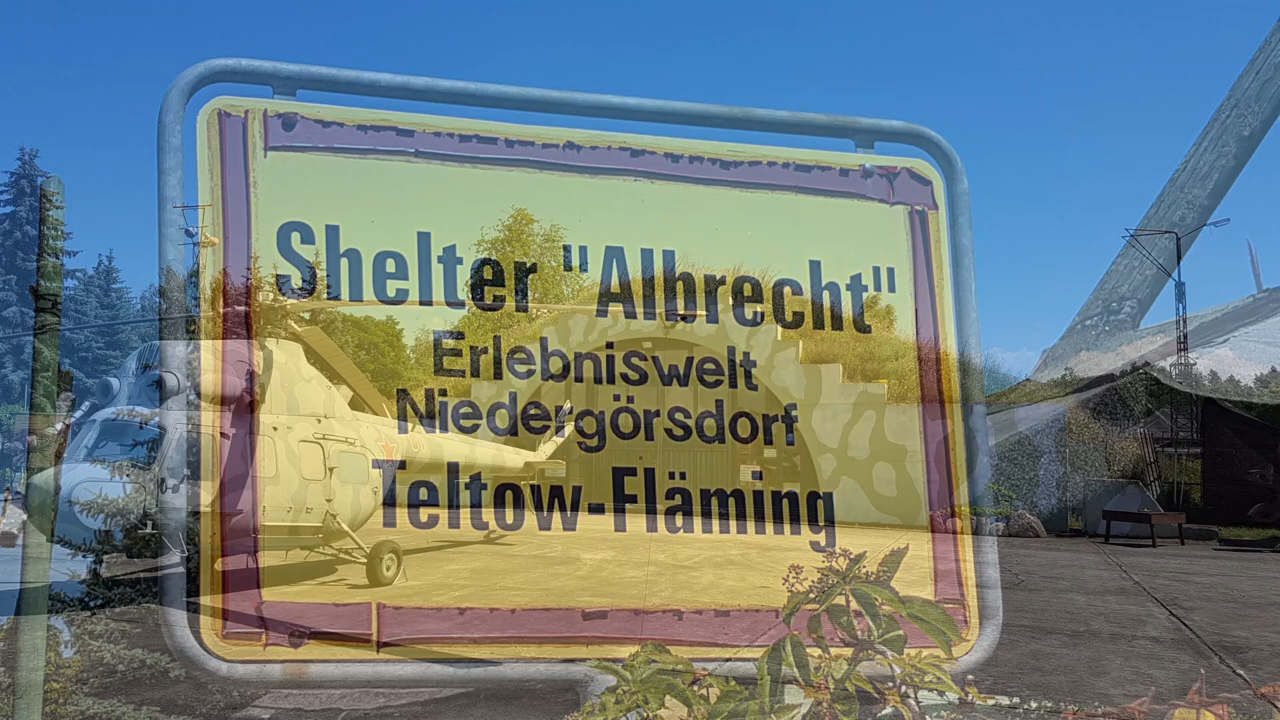 Shelter "Albrecht"
Erlebniswelt
Niedergörsdorf
Teltow-Fläming